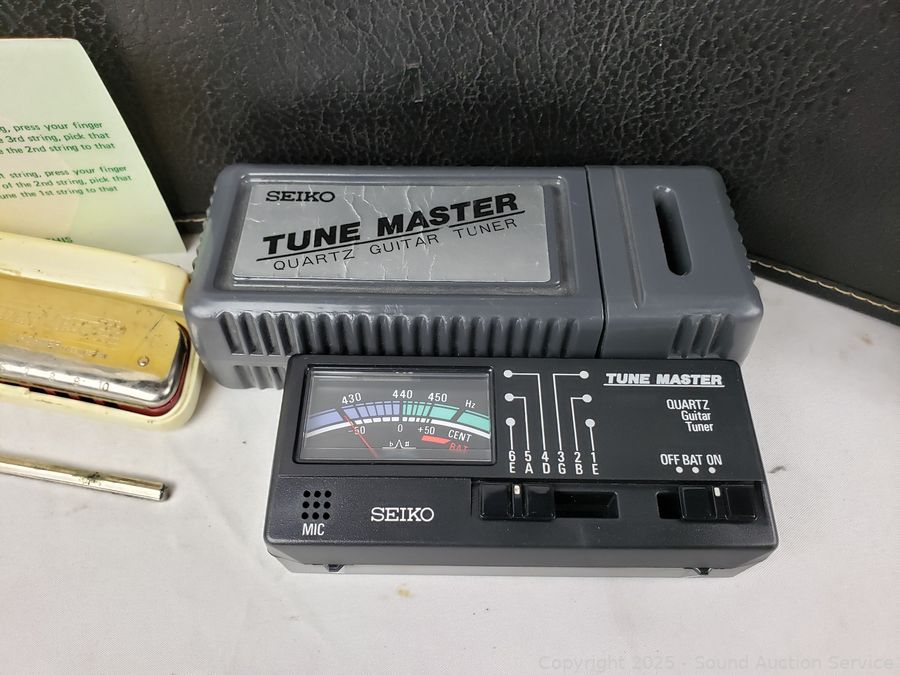 g, press your finger
e 3rd string, pick that
e the 2nd string to that
string, press your finger
of the 2nd string, pick that
tune the 1st string to that
SEIKO
TUNE MASTER
QUARTZ GUITAR TUNER
430 440 450 Hz
-50 0 +50 CENT
b # BAT
TUNE MASTER
QUARTZ
Guitar
Tuner
6 5 4 3 2 1
E A D G B E
OFF BAT ON
MIC
SEIKO
10
Copyright 2025 - Sound Auction Service